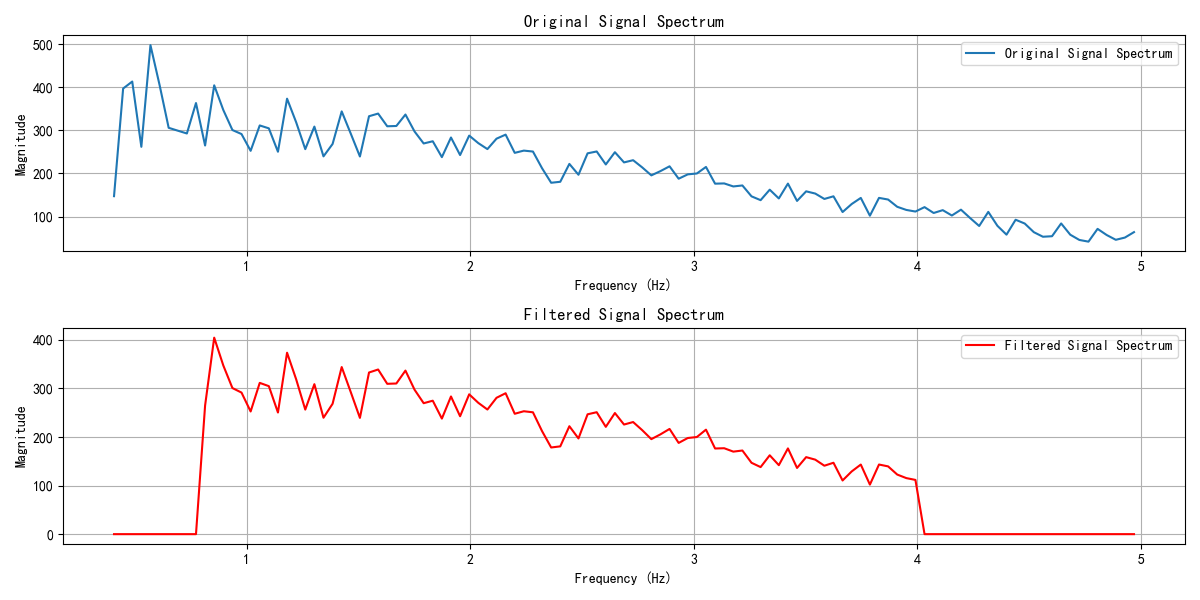 Original Signal Spectrum
500
400
300
200
100
Magnitude
Original Signal Spectrum
1
2
3
4
5
Frequency (Hz)
Filtered Signal Spectrum
400
300
200
100
0
Magnitude
Filtered Signal Spectrum
1
2
3
4
5
Frequency (Hz)